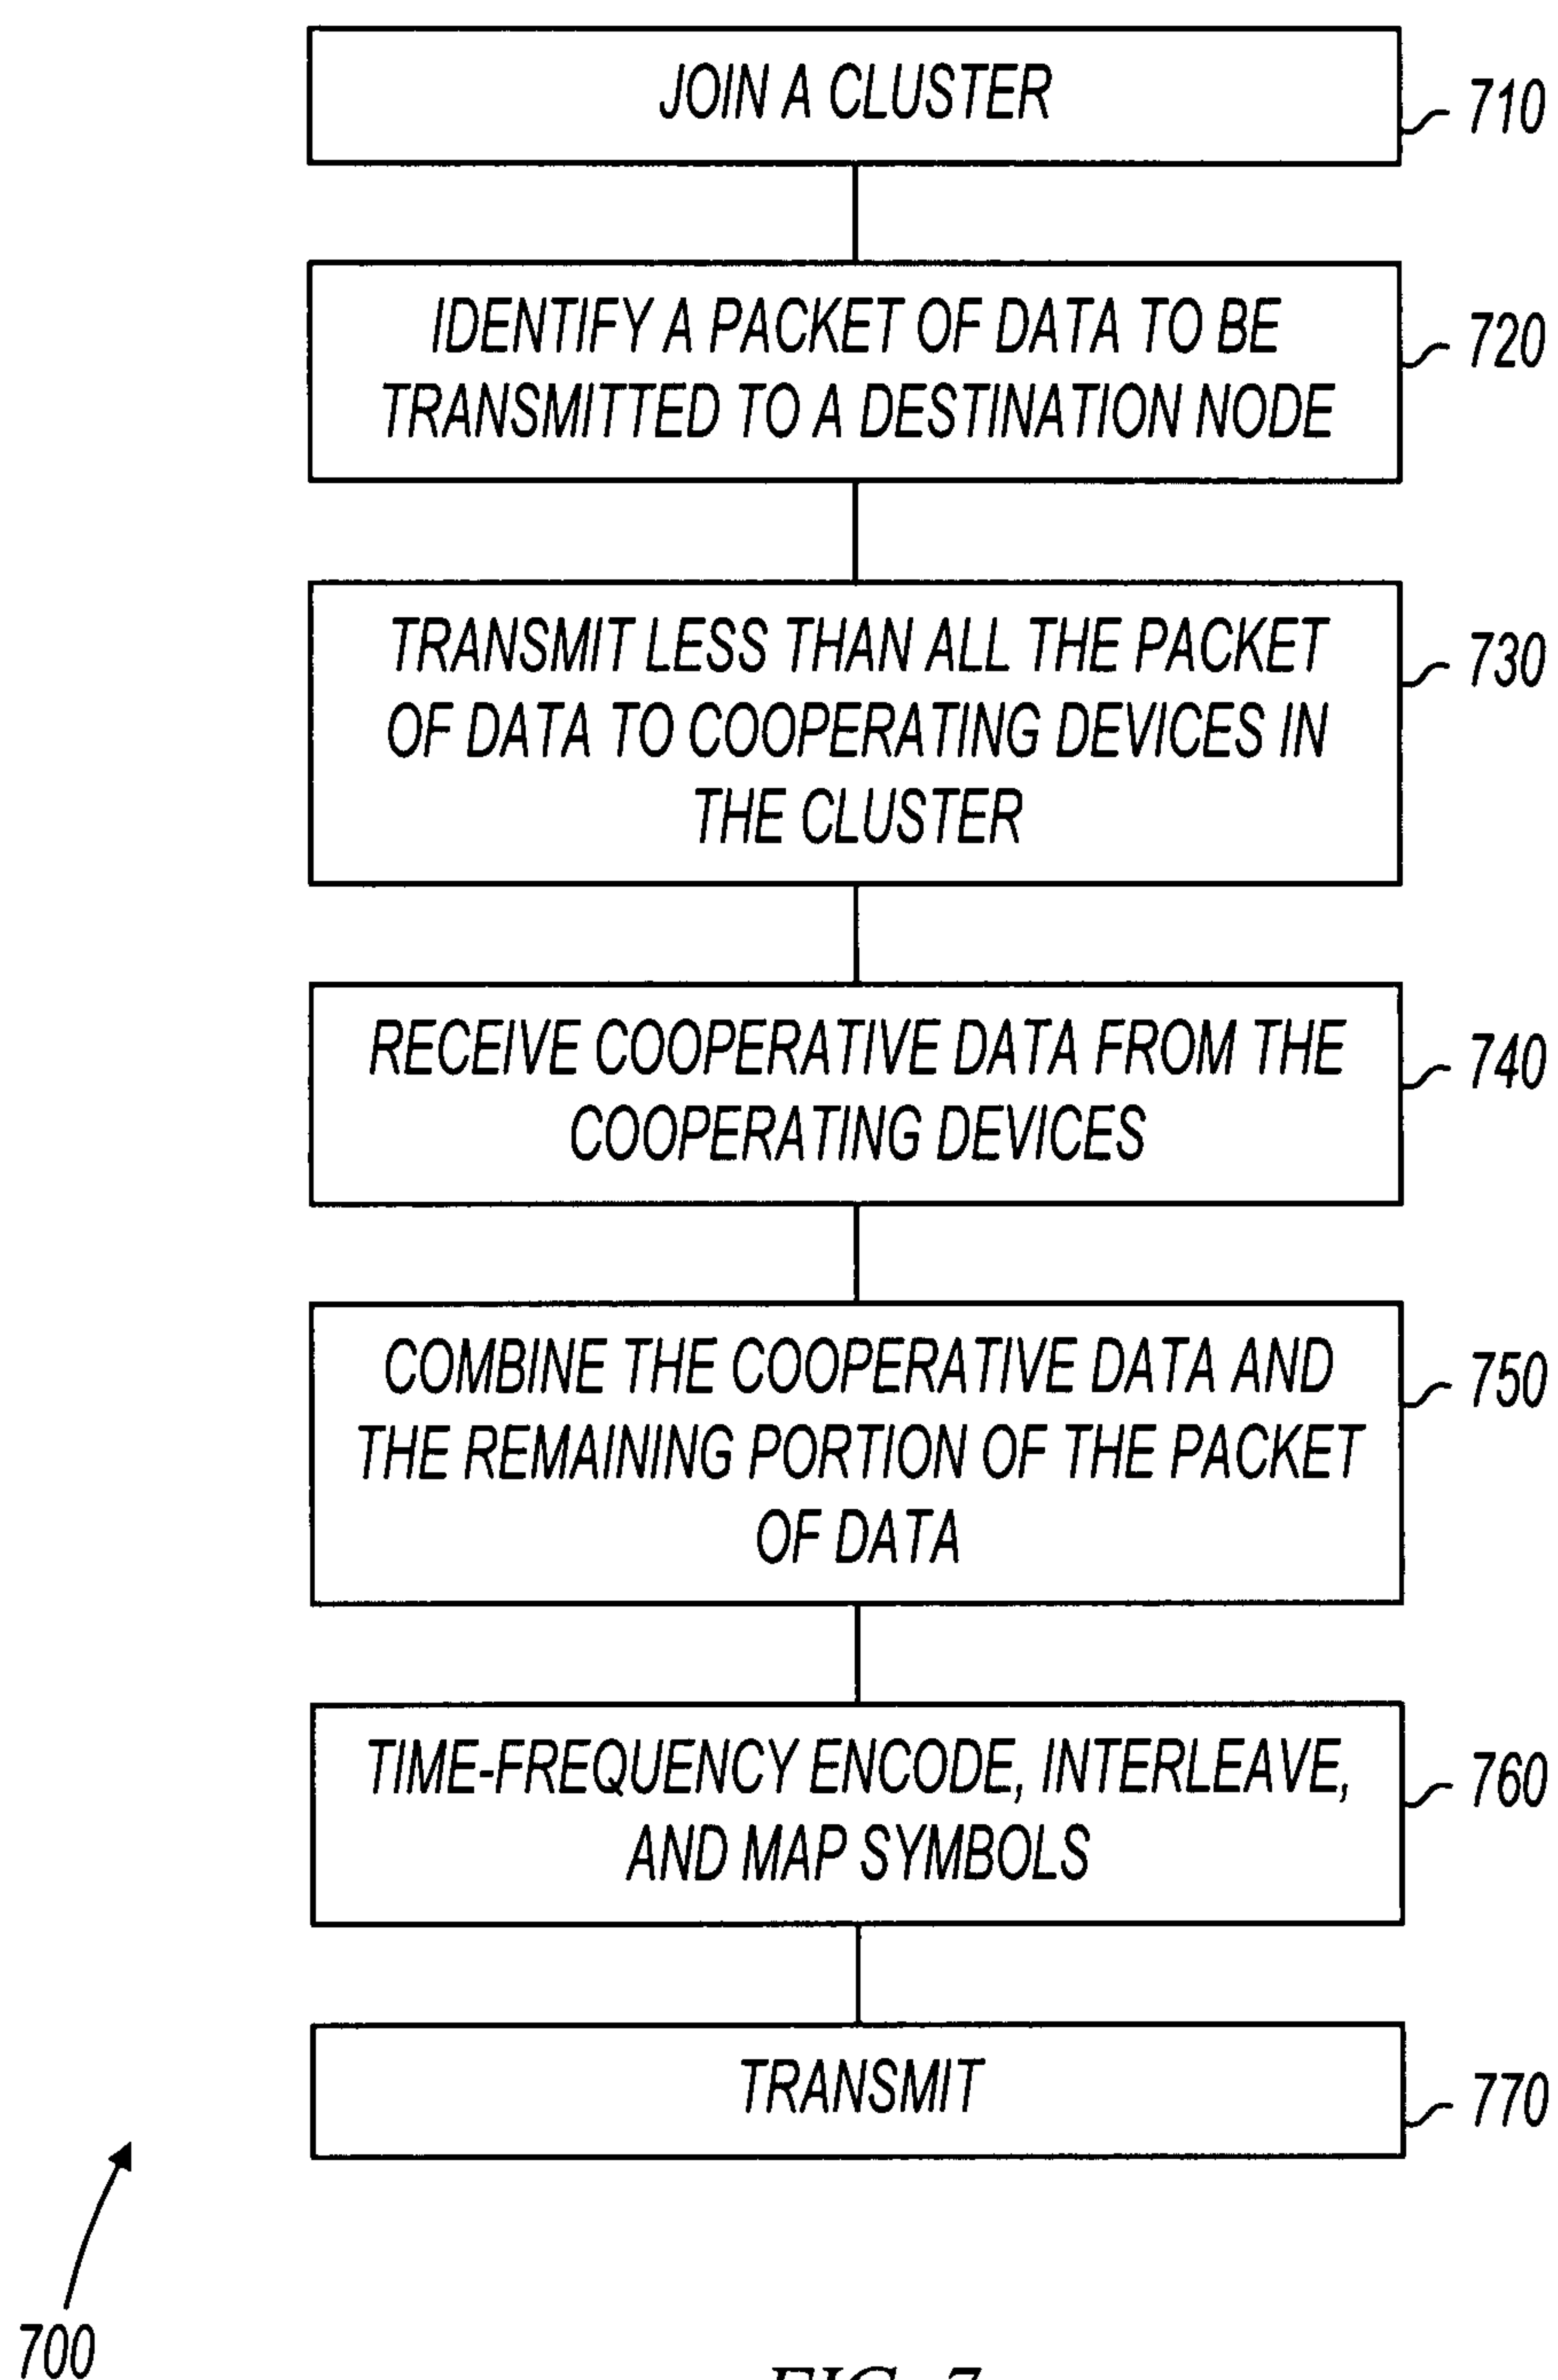 JOIN A CLUSTER
710
IDENTIFY A PACKET OF DATA TO BE
TRANSMITTED TO A DESTINATION NODE
720
TRANSMIT LESS THAN ALL THE PACKET
OF DATA TO COOPERATING DEVICES IN
THE CLUSTER
730
RECEIVE COOPERATIVE DATA FROM THE
COOPERATING DEVICES
740
COMBINE THE COOPERATIVE DATA AND
THE REMAINING PORTION OF THE PACKET
OF DATA
750
TIME-FREQUENCY ENCODE, INTERLEAVE,
AND MAP SYMBOLS
760
TRANSMIT
770
700
FIG. 7